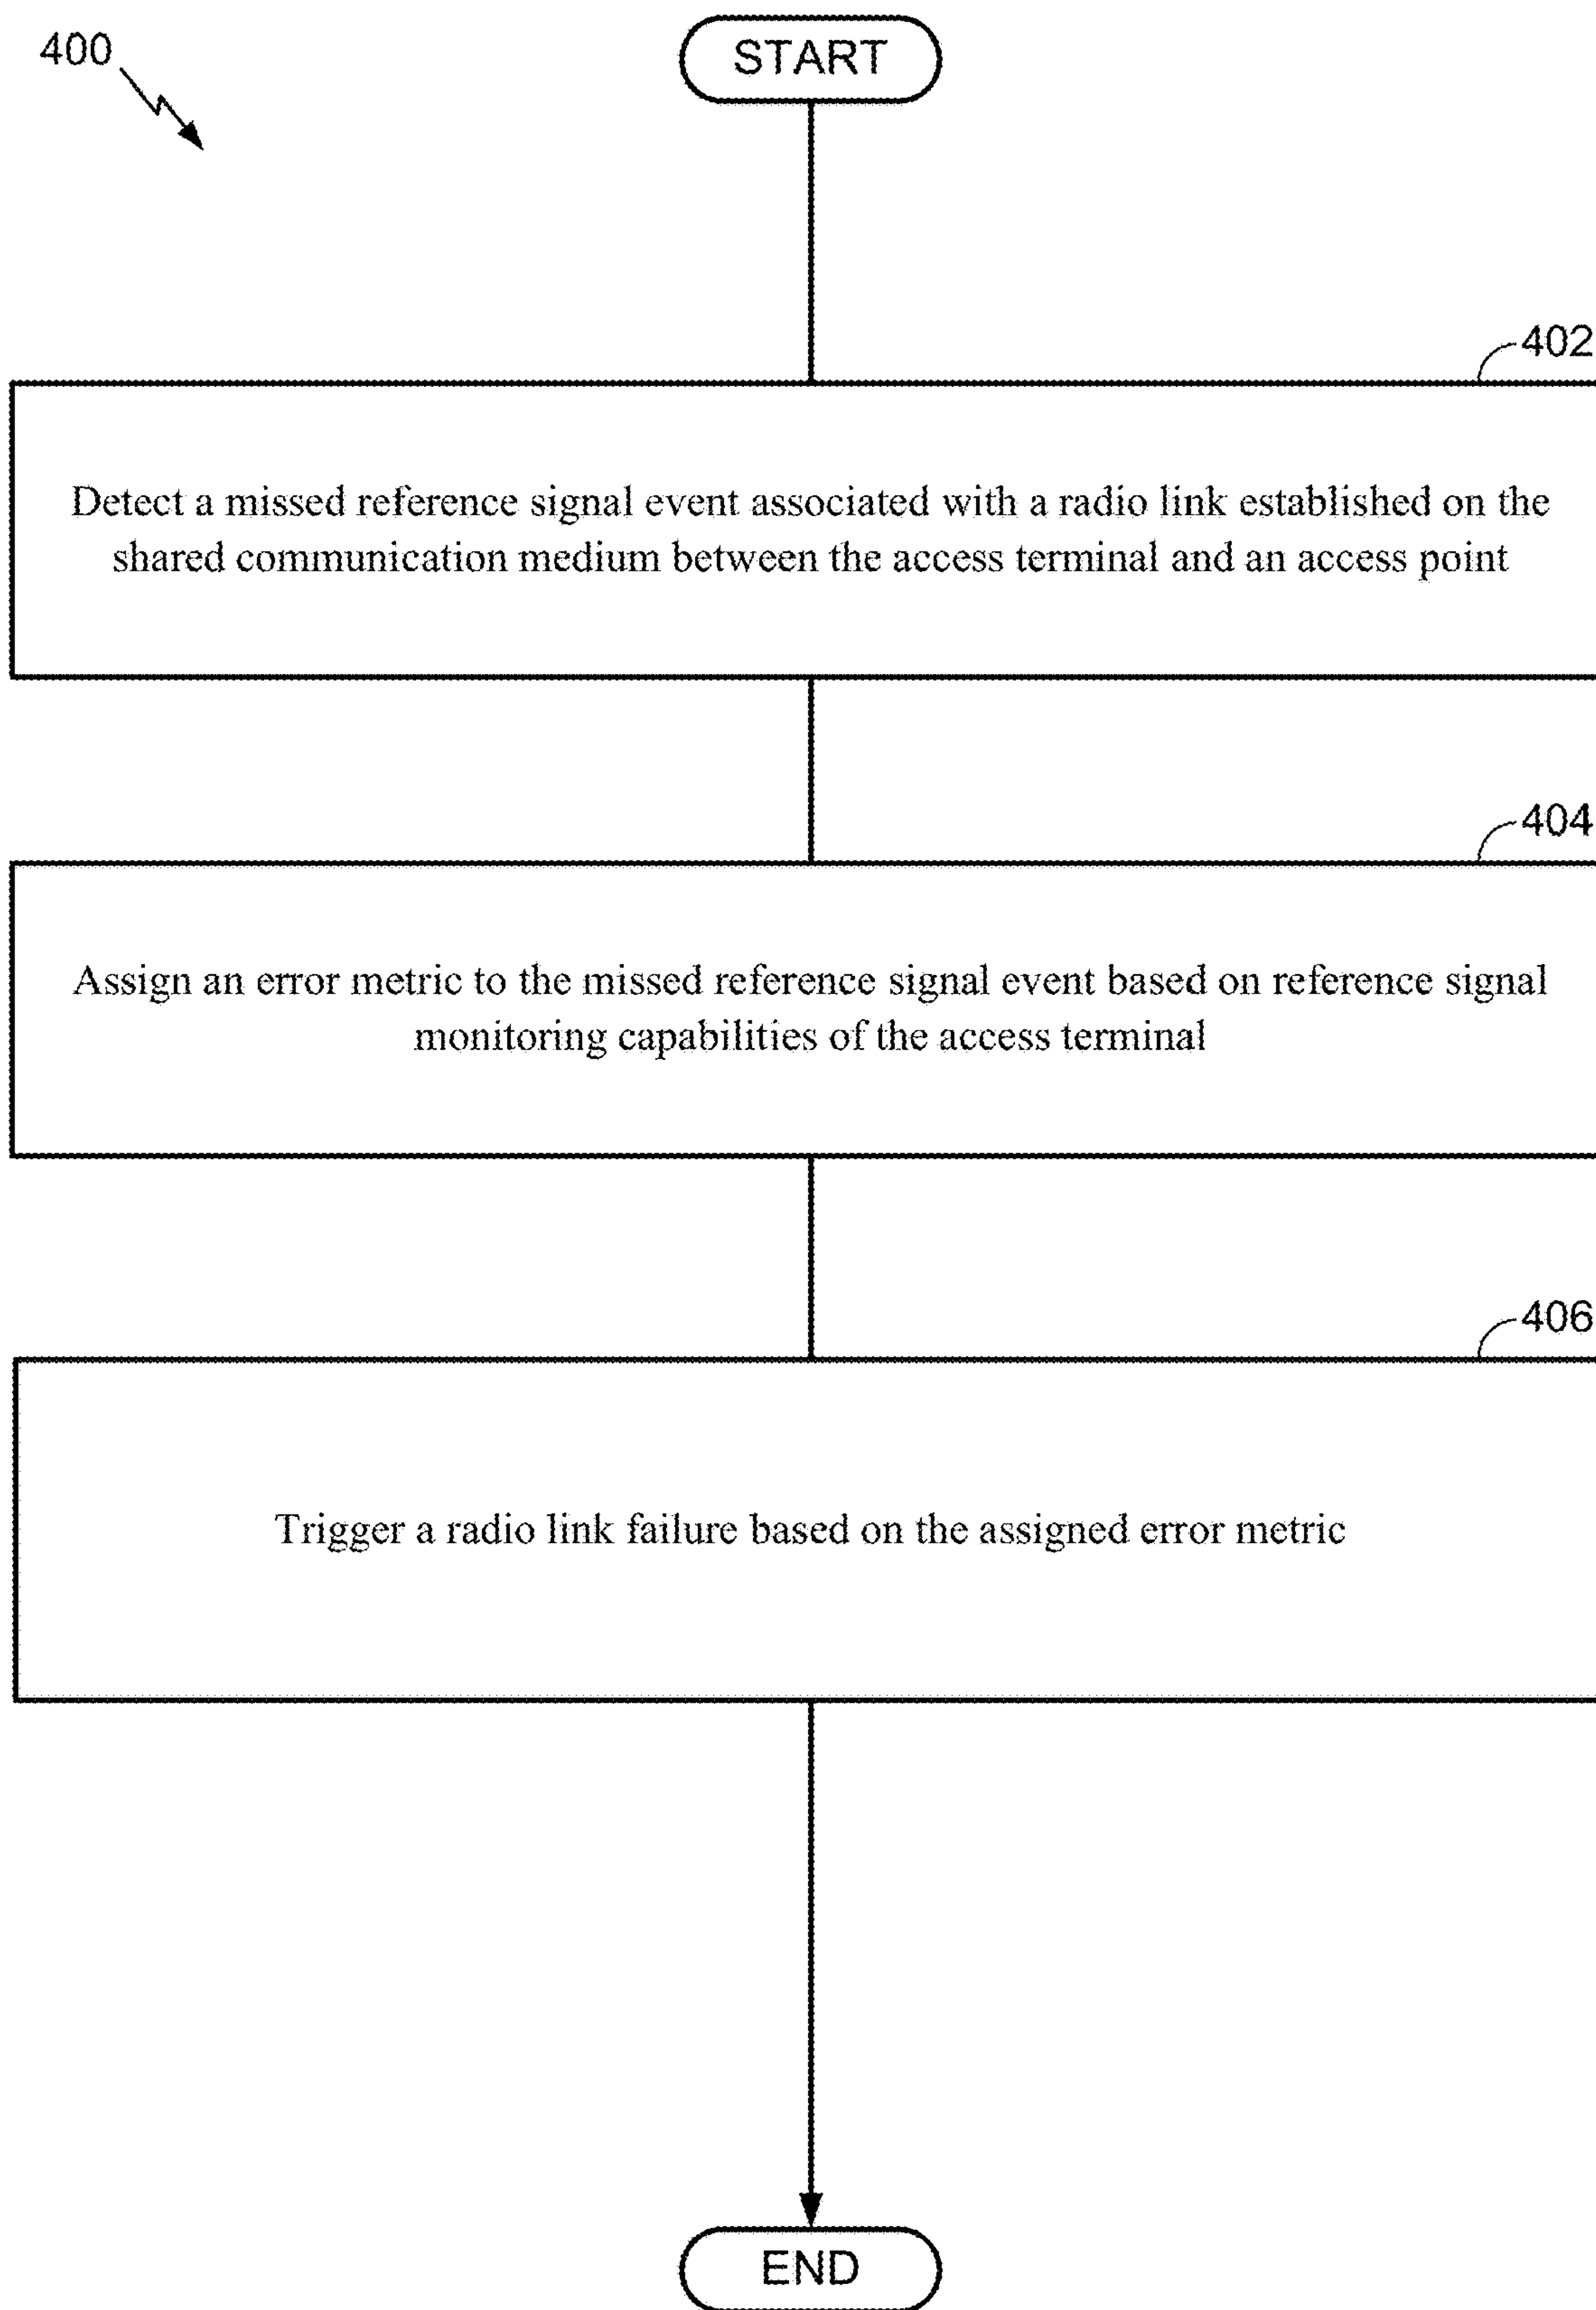 400
START
402
Detect a missed reference signal event associated with a radio link established on the
shared communication medium between the access terminal and an access point
404
Assign an error metric to the missed reference signal event based on reference signal
monitoring capabilities of the access terminal
406
Trigger a radio link failure based on the assigned error metric
END